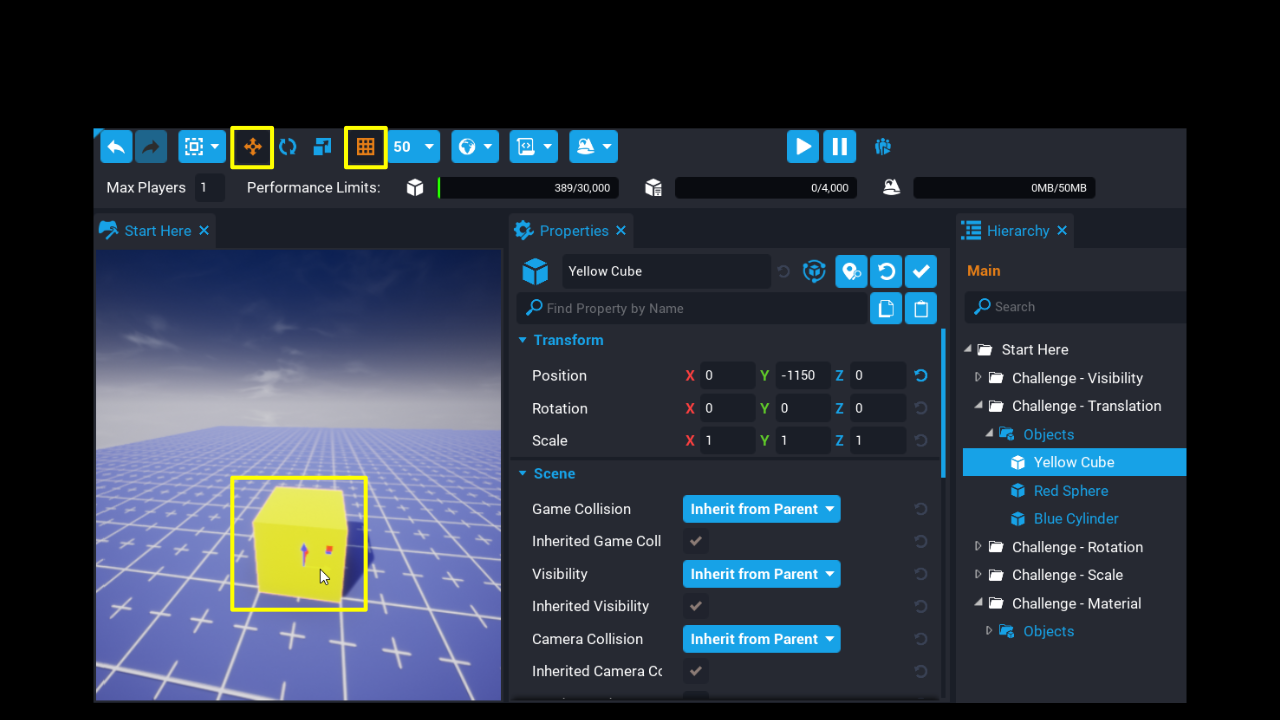 50
Max Players 1 Performance Limits: 389/30,000 0/4,000 0MB/50MB
Start Here
Properties
Yellow Cube
Find Property by Name
Transform
Position X 0 Y -1150 Z 0
Rotation X 0 Y 0 Z 0
Scale X 1 Y 1 Z 1
Scene
Game Collision Inherit from Parent
Inherited Game Coll
Visibility Inherit from Parent
Inherited Visibility
Camera Collision Inherit from Parent
Inherited Camera Co
Hierarchy
Main
Search
Start Here
Challenge - Visibility
Challenge - Translation
Objects
Yellow Cube
Red Sphere
Blue Cylinder
Challenge - Rotation
Challenge - Scale
Challenge - Material
Objects